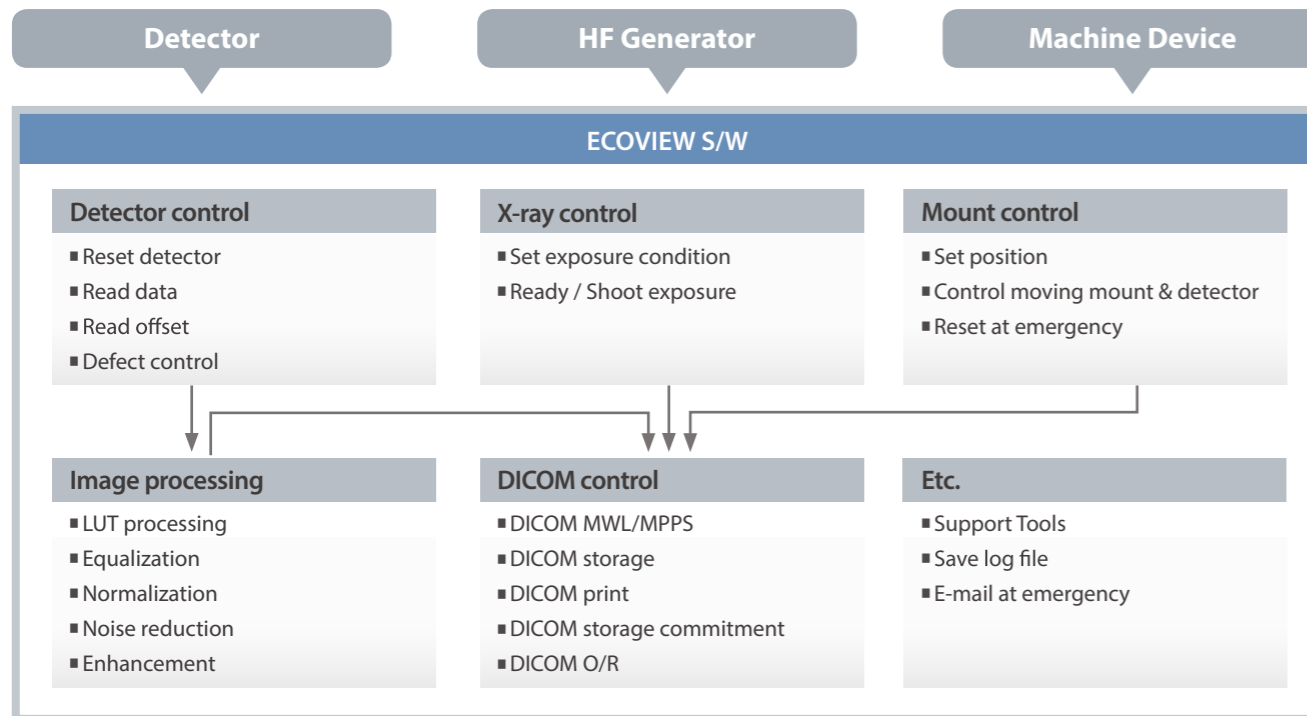 Detector
HF Generator
Machine Device
ECOVIEW S/W
Detector control
■ Reset detector
■ Read data
■ Read offset
■ Defect control
X-ray control
■ Set exposure condition
■ Ready / Shoot exposure
Mount control
■ Set position
■ Control moving mount & detector
■ Reset at emergency
Image processing
■ LUT processing
■ Equalization
■ Normalization
■ Noise reduction
■ Enhancement
DICOM control
■ DICOM MWL/MPPS
■ DICOM storage
■ DICOM print
■ DICOM storage commitment
■ DICOM O/R
Etc.
■ Support Tools
■ Save log file
■ E-mail at emergency